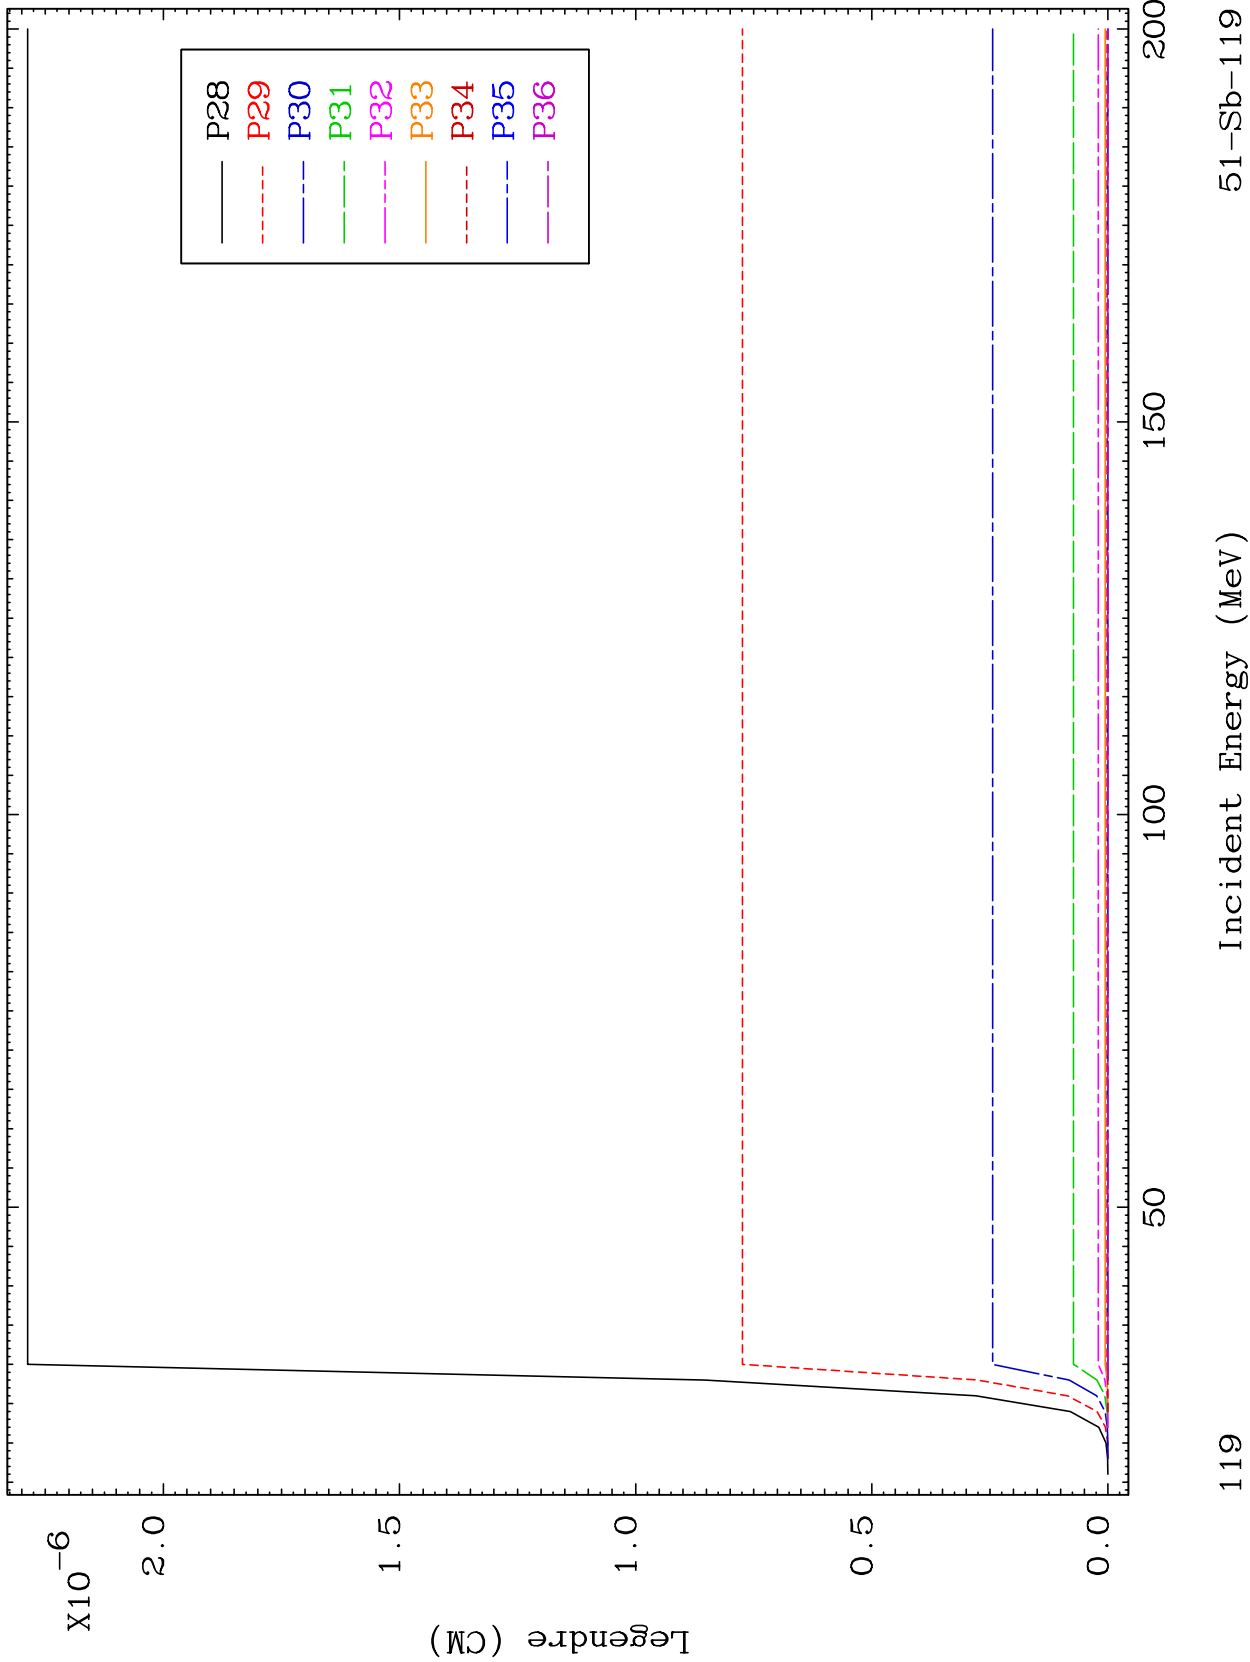 X10-6
2.0
1.5
1.0
0.5
0.0
Legendre (CM)
P28
P29
P30
P31
P32
P33
P34
P35
P36
50
100
150
200
Incident Energy (MeV)
119
51-Sb-119